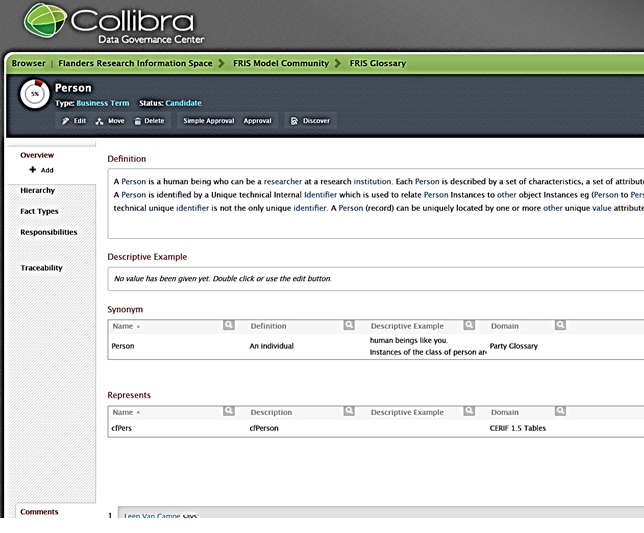 Collibra
Data Governance Center
Browser | Flanders Research Information Space FRIS Model Community FRIS Glossary
5%
Person
Type: Business Term Status: Candidate
Edit Move Delete Simple Approval Approval Discover
Overview
Add
Hierarchy
Fact Types
Responsibilities
Traceability
Definition
A Person is a human being who can be a researcher at a research institution. Each Person is described by a set of characteristics, a set of attribute
A Person is identified by a Unique technical Internal Identifier which is used to relate Person Instances to other object Instances eg (Person to Pers
technical unique identifier is not the only unique identifier. A Person (record) can be uniquely located by one or more other unique value attribute
Descriptive Example
No value has been given yet. Double click or use the edit button.
Synonym
Name Definition Descriptive Example Domain
Person An individual human beings like you. Party Glossary
Instances of the class of person are
Represents
Name Description Descriptive Example Domain
cfPers cfPerson CERIF 1.5 Tables
Comments
1 Leen Van Campe says: